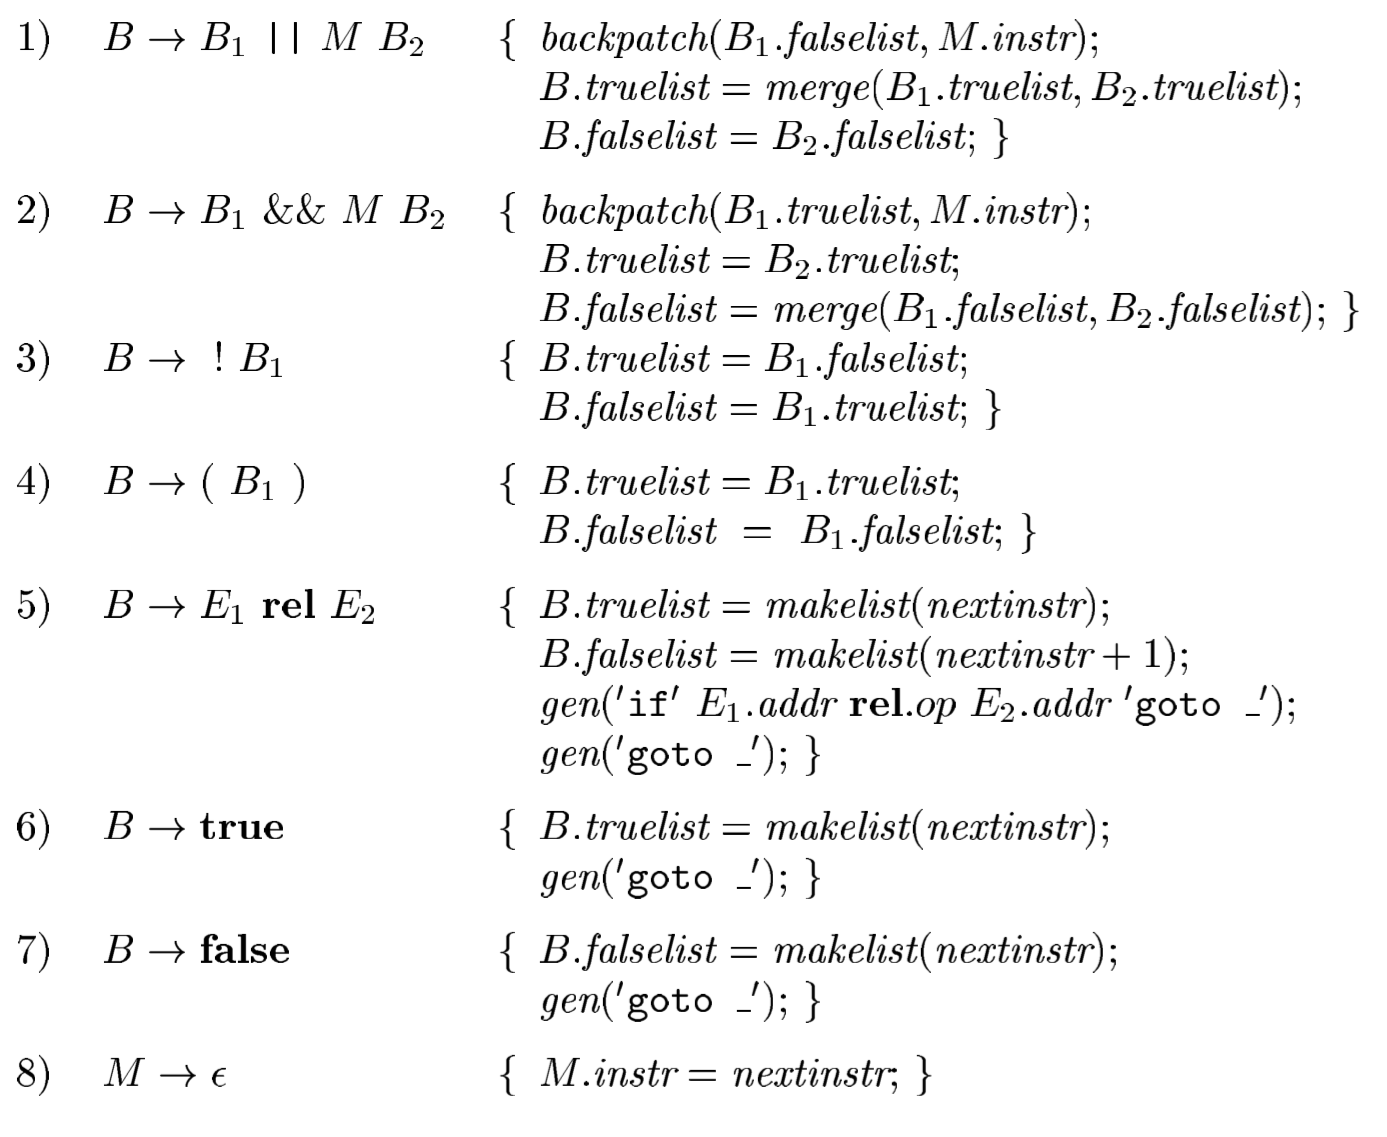 1) B → B₁ || M B₂ { backpatch(B₁.falselist, M.instr);
B.truelist = merge(B₁.truelist, B₂.truelist);
B.falselist = B₂.falselist; }
2) B → B₁ && M B₂ { backpatch(B₁.truelist, M.instr);
B.truelist = B₂.truelist;
B.falselist = merge(B₁.falselist, B₂.falselist); }
3) B → ! B₁ { B.truelist = B₁.falselist;
B.falselist = B₁.truelist; }
4) B → ( B₁ ) { B.truelist = B₁.truelist;
B.falselist = B₁.falselist; }
5) B → E₁ rel E₂ { B.truelist = makelist(nextinstr);
B.falselist = makelist(nextinstr + 1);
gen('if' E₁.addr rel.op E₂.addr 'goto _');
gen('goto _'); }
6) B → true { B.truelist = makelist(nextinstr);
gen('goto _'); }
7) B → false { B.falselist = makelist(nextinstr);
gen('goto _'); }
8) M → ϵ { M.instr = nextinstr; }